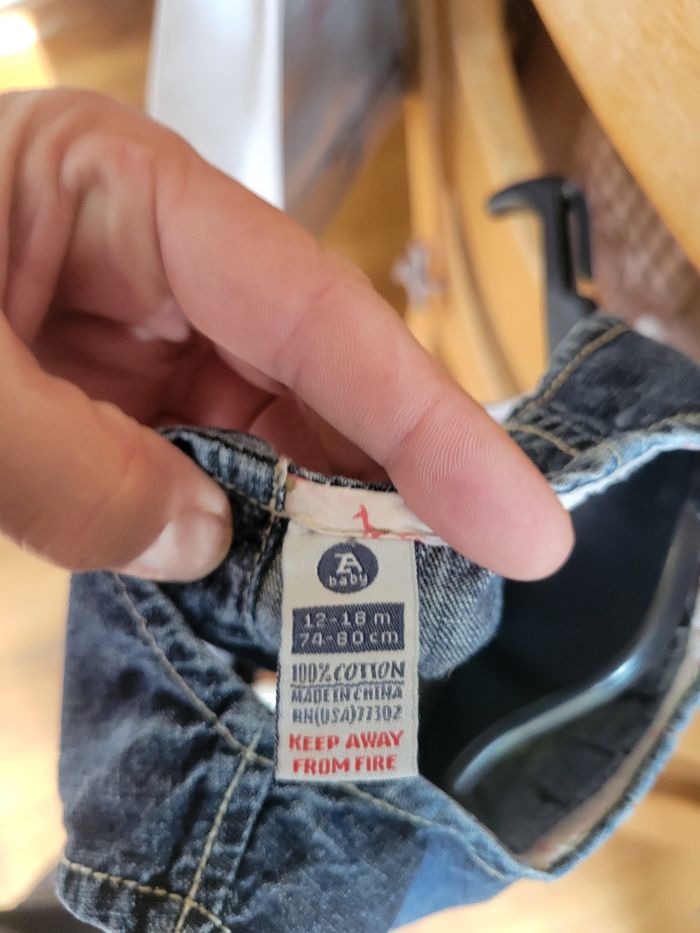 baby
12-18 m
74-80 cm
100% COTTON
MADE IN CHINA
RN(USA)77302
KEEP AWAY
FROM FIRE